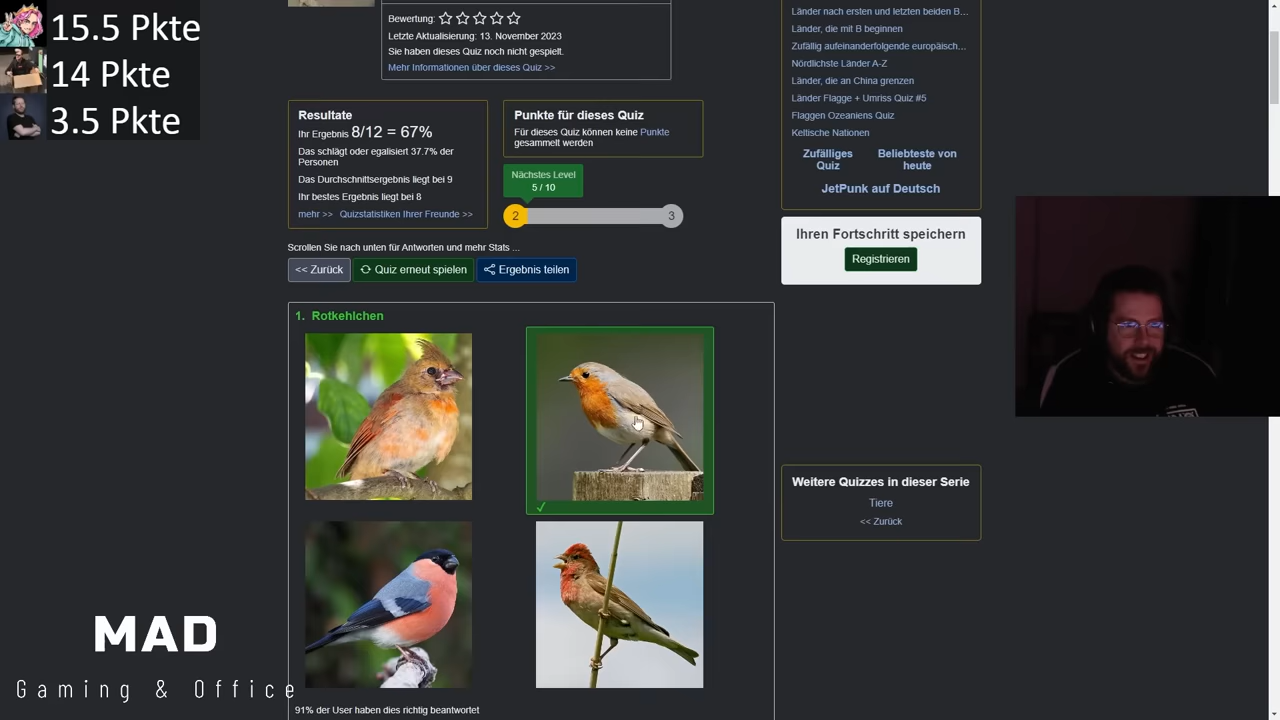 15.5 Pkte
14 Pkte
3.5 Pkte
Bewertung:
Letzte Aktualisierung: 13. November 2023
Sie haben dieses Quiz noch nicht gespielt.
Mehr Informationen über dieses Quiz >>
Resultate
Ihr Ergebnis 8/12 = 67%
Das schlägt oder egalisiert 37.7% der
Personen
Das Durchschnittsergebnis liegt bei 9
Ihr bestes Ergebnis liegt bei 8
mehr >> Quizstatistiken Ihrer Freunde >>
Punkte für dieses Quiz
Für dieses Quiz können keine Punkte
gesammelt werden
Nächstes Level
5 / 10
2
3
Scrollen Sie nach unten für Antworten und mehr Stats ...
<< Zurück
Quiz erneut spielen
Ergebnis teilen
1. Rotkehlchen
91% der User haben dies richtig beantwortet
Länder nach ersten und letzten beiden B...
Länder, die mit B beginnen
Zufällig aufeinanderfolgende europäisch...
Nördlichste Länder A-Z
Länder, die an China grenzen
Länder Flagge + Umriss Quiz #5
Flaggen Ozeaniens Quiz
Keltische Nationen
Zufälliges
Quiz
Beliebteste von
heute
JetPunk auf Deutsch
Ihren Fortschritt speichern
Registrieren
Weitere Quizzes in dieser Serie
Tiere
<< Zurück
MAD
Gaming & Office